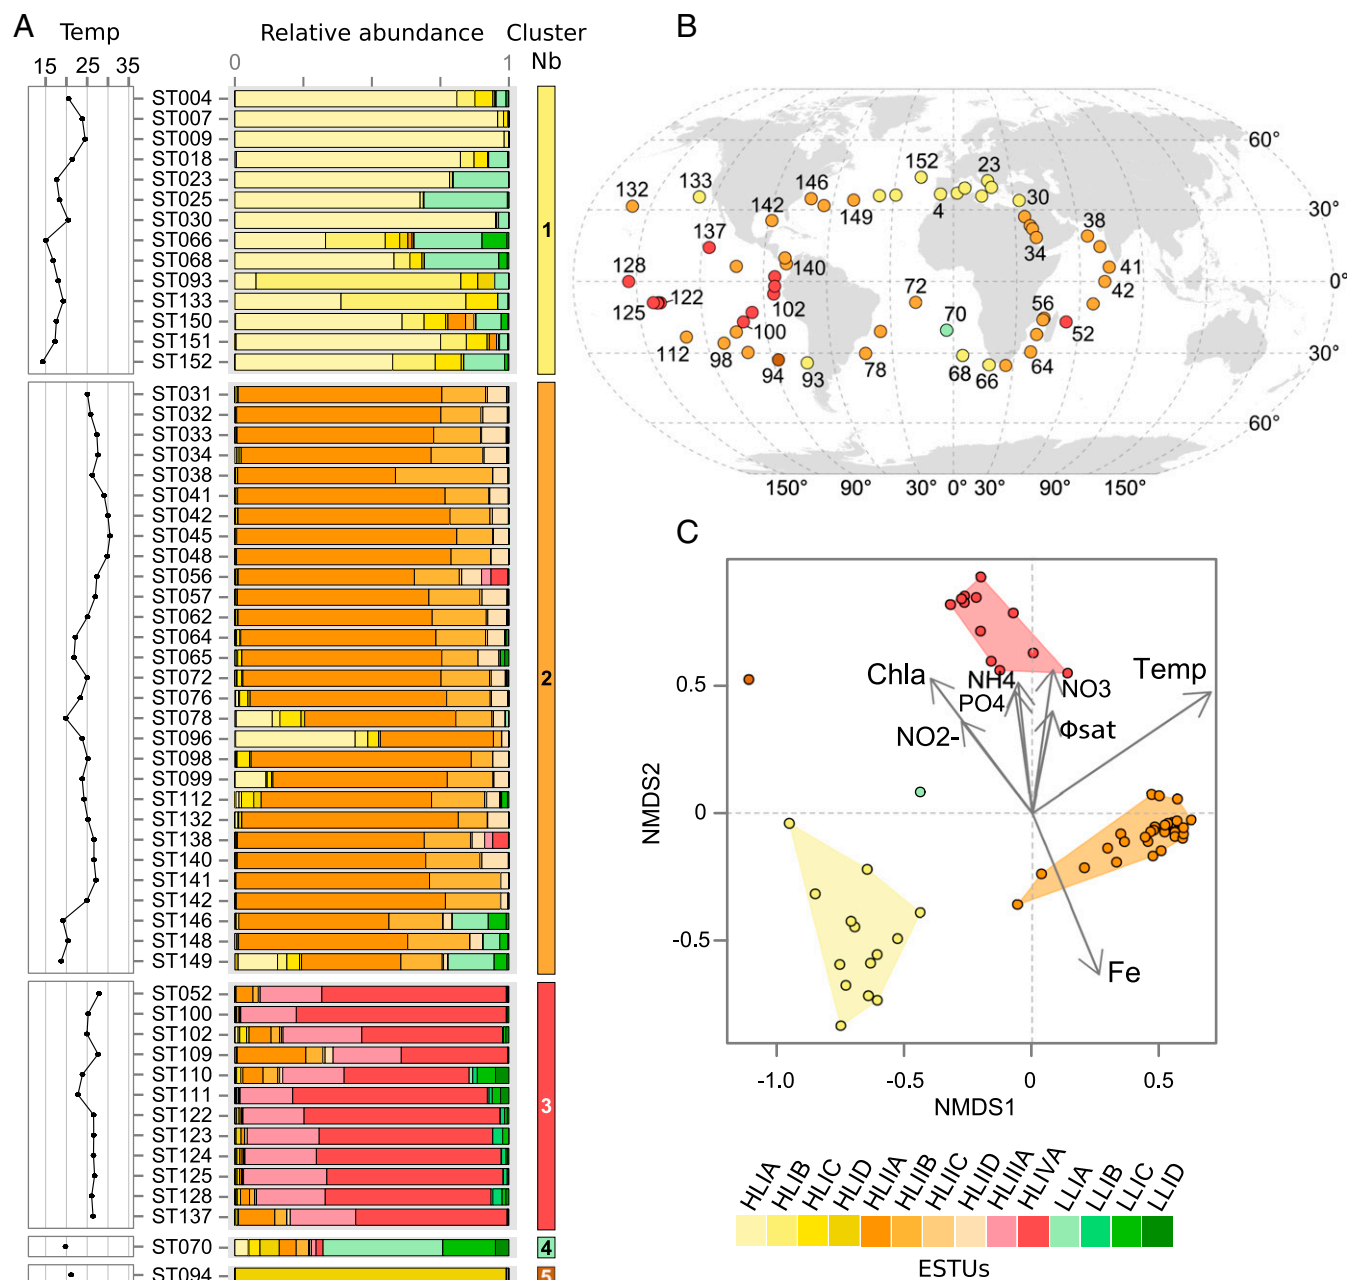 A
Temp
Relative abundance
Cluster
Nb
15 25 35
0
1
ST004
ST007
ST009
ST018
ST023
ST025
ST030
ST066
ST068
ST093
ST133
ST150
ST151
ST152
1
ST031
ST032
ST033
ST034
ST038
ST041
ST042
ST045
ST048
ST056
ST057
ST062
ST064
ST065
ST072
ST076
ST078
ST096
ST098
ST099
ST112
ST132
ST138
ST140
ST141
ST142
ST146
ST148
ST149
2
ST052
ST100
ST102
ST109
ST110
ST111
ST122
ST123
ST124
ST125
ST128
ST137
3
ST070
4
ST094
5
B
60°
30°
0°
30°
60°
150° 90° 30° 0° 30° 90° 150°
152
23
132
133
146
142
149
4
30
38
137
34
140
41
128
42
125
122
102
72
70
56
52
100
112
98
94
93
78
68
66
64
C
Chla
NH4
PO4
NO3
Temp
NO2-
Φsat
Fe
0.5
0
-0.5
NMDS2
-1.0 -0.5 0 0.5
NMDS1
HLIA
HLIB
HLIC
HLID
HLIIA
HLIIB
HLIIC
HLIID
HLIIIA
HLIVA
LLIA
LLIB
LLIC
LLID
ESTUs